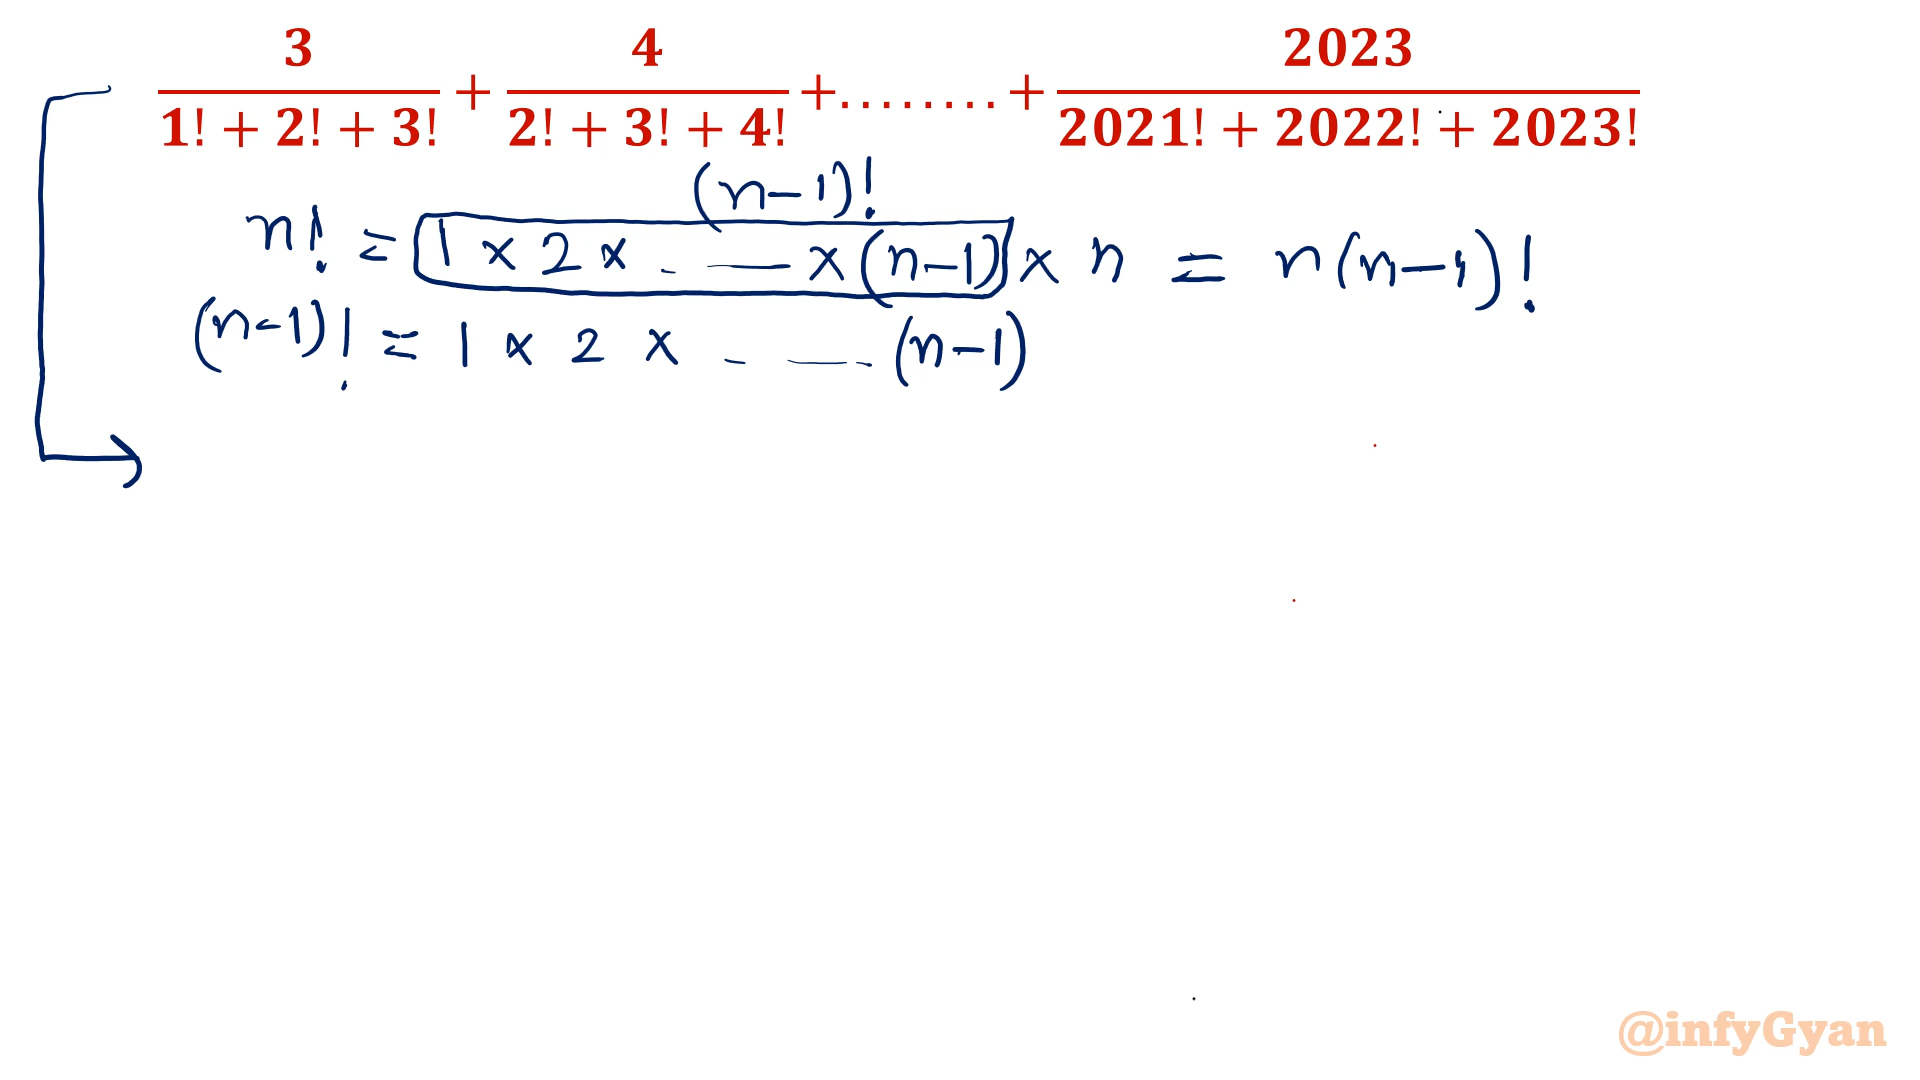 3/(1! + 2! + 3!) + 4/(2! + 3! + 4!) +........+ 2023/(2021! + 2022! + 2023!)
(n-1)!
n! = 1 × 2 × . — × (n-1) × n = n(n-1)!
(n-1)! = 1 × 2 × - —- (n-1)
@infyGyan